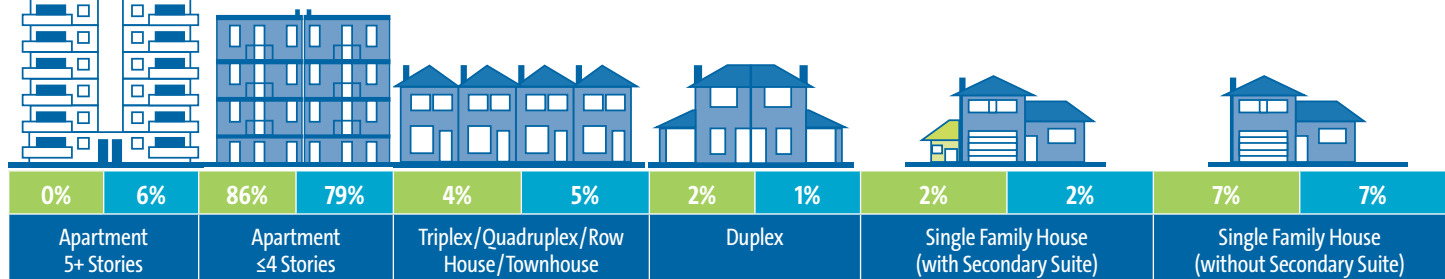 0% 6% 86% 79% 4% 5% 2% 1% 2% 2% 7% 7%
Apartment
5+ Stories
Apartment
≤4 Stories
Triplex/Quadruplex/Row
House/Townhouse
Duplex
Single Family House
(with Secondary Suite)
Single Family House
(without Secondary Suite)